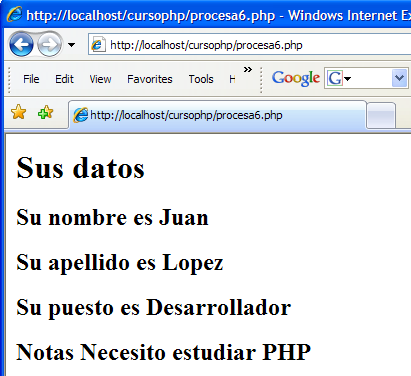 http://localhost/cursophp/procesa6.php - Windows Internet Ex
http://localhost/cursophp/procesa6.php
File View Favorites Tools H » Google G
http://localhost/cursophp/procesa6.php
Sus datos
Su nombre es Juan
Su apellido es Lopez
Su puesto es Desarrollador
Notas Necesito estudiar PHP